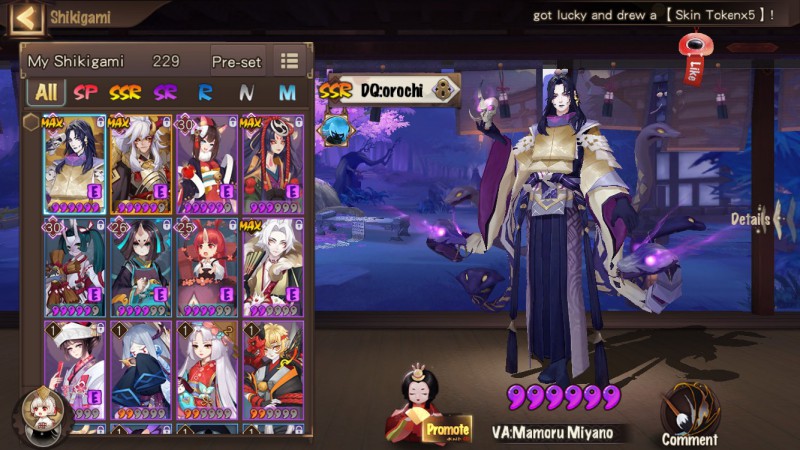 Shikigami
got lucky and drew a 【 Skin Tokenx5 】!
My Shikigami 229 Pre-set
Like
All SP SSR SR R N M
SSR DQ:orochi
MAX MAX 30 MAX
E E E E
30 26 25 MAX
E E E
Details
1 1 1 1
Promote
VA:Mamoru Miyano
Comment